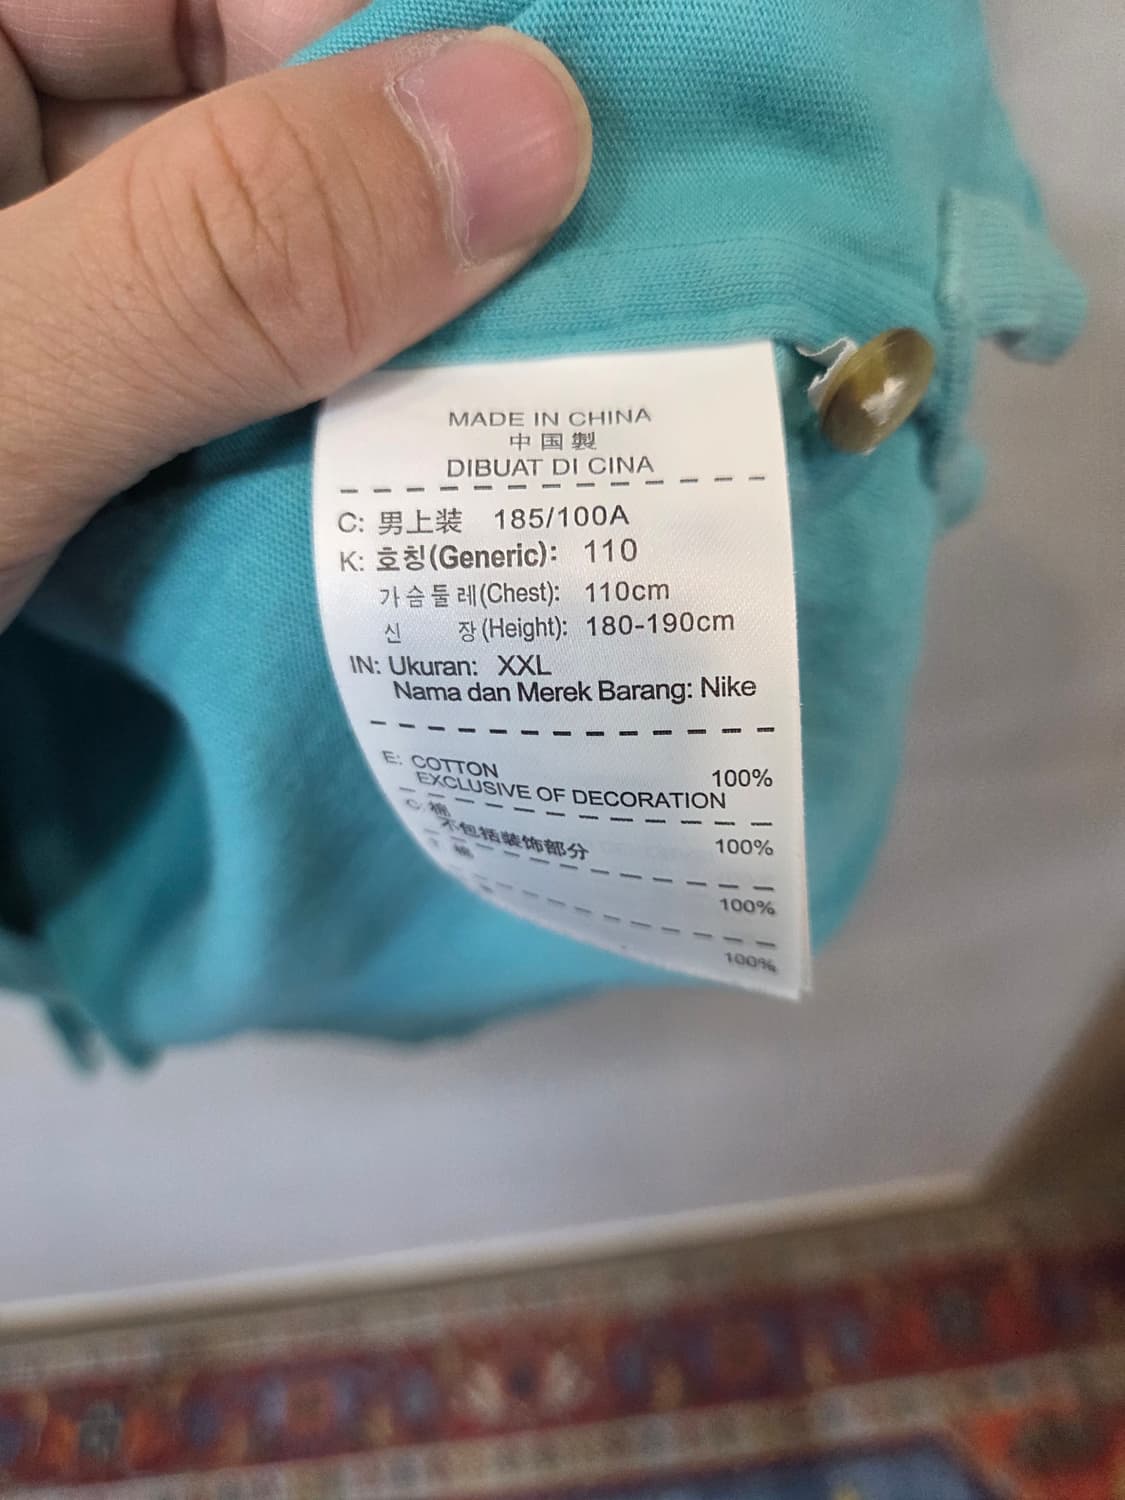 MADE IN CHINA
中国製
DIBUAT DI CINA
C: 男上装 185/100A
K: 호칭(Generic): 110
가슴둘레(Chest): 110cm
신 장(Height): 180-190cm
IN: Ukuran: XXL
Nama dan Merek Barang: Nike
E: COTTON 100%
EXCLUSIVE OF DECORATION
C: 棉 100%
不包括装饰部分
棉 100%
100%